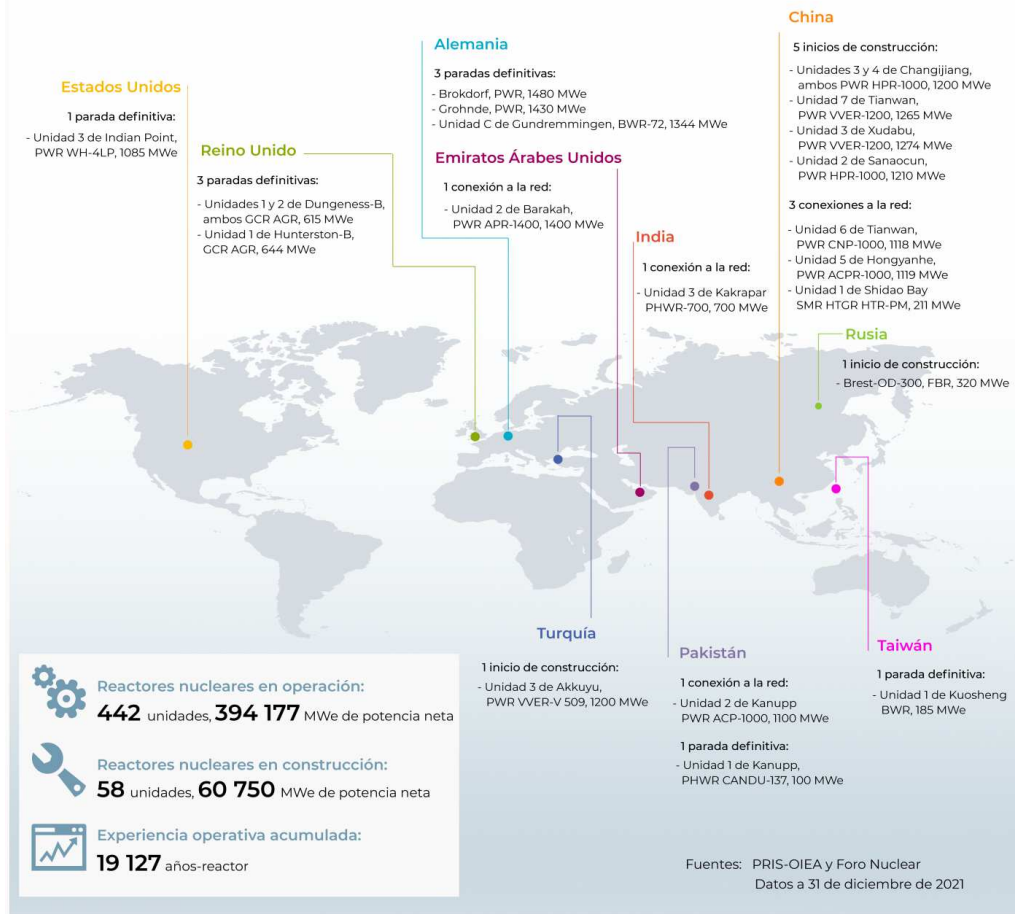 China
5 inicios de construcción:
- Unidades 3 y 4 de Changijiang,
ambos PWR HPR-1000, 1200 MWe
- Unidad 7 de Tianwan,
PWR VVER-1200, 1265 MWe
- Unidad 3 de Xudabu,
PWR VVER-1200, 1274 MWe
- Unidad 2 de Sanaocun,
PWR HPR-1000, 1210 MWe
3 conexiones a la red:
- Unidad 6 de Tianwan,
PWR CNP-1000, 1118 MWe
- Unidad 5 de Hongyanhe,
PWR ACPR-1000, 1119 MWe
- Unidad 1 de Shidao Bay
SMR HTGR HTR-PM, 211 MWe
Alemania
3 paradas definitivas:
- Brokdorf, PWR, 1480 MWe
- Grohnde, PWR, 1430 MWe
- Unidad C de Gundremmingen, BWR-72, 1344 MWe
Estados Unidos
1 parada definitiva:
- Unidad 3 de Indian Point,
PWR WH-4LP, 1085 MWe
Reino Unido
3 paradas definitivas:
- Unidades 1 y 2 de Dungeness-B,
ambos GCR AGR, 615 MWe
- Unidad 1 de Hunterston-B,
GCR AGR, 644 MWe
Emiratos Árabes Unidos
1 conexión a la red:
- Unidad 2 de Barakah,
PWR APR-1400, 1400 MWe
India
1 conexión a la red:
- Unidad 3 de Kakrapar
PHWR-700, 700 MWe
Rusia
1 inicio de construcción:
- Brest-OD-300, FBR, 320 MWe
Turquía
1 inicio de construcción:
- Unidad 3 de Akkuyu,
PWR VVER-V 509, 1200 MWe
Pakistán
1 conexión a la red:
- Unidad 2 de Kanupp
PWR ACP-1000, 1100 MWe
1 parada definitiva:
- Unidad 1 de Kanupp,
PHWR CANDU-137, 100 MWe
Taiwán
1 parada definitiva:
- Unidad 1 de Kuosheng
BWR, 185 MWe
Reactores nucleares en operación:
442 unidades, 394 177 MWe de potencia neta
Reactores nucleares en construcción:
58 unidades, 60 750 MWe de potencia neta
Experiencia operativa acumulada:
19 127 años-reactor
Fuentes: PRIS-OIEA y Foro Nuclear
Datos a 31 de diciembre de 2021